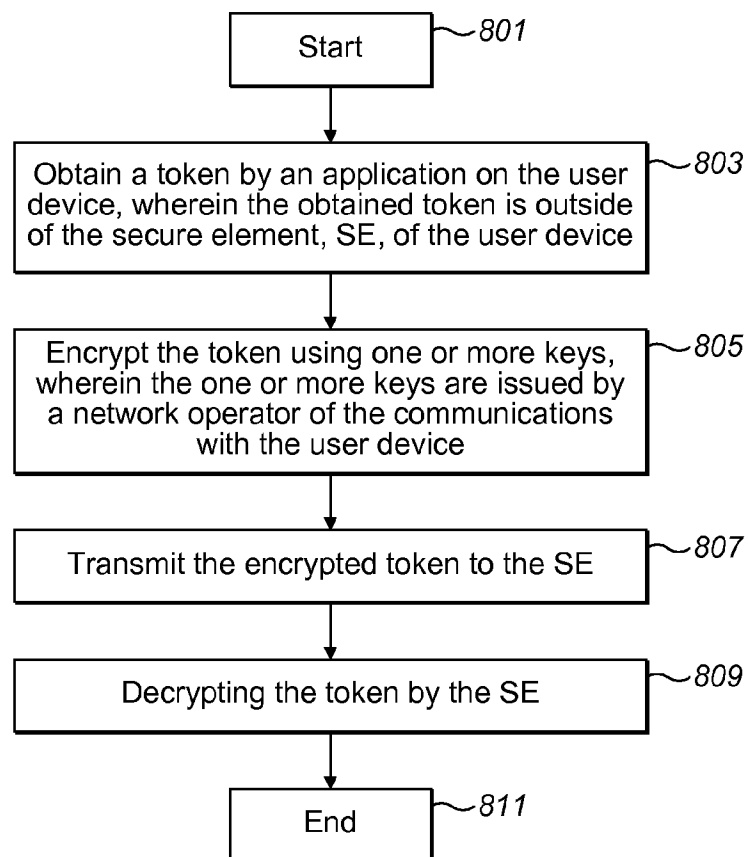 Start
801
Obtain a token by an application on the user
device, wherein the obtained token is outside
of the secure element, SE, of the user device
803
Encrypt the token using one or more keys,
wherein the one or more keys are issued by
a network operator of the communications
with the user device
805
Transmit the encrypted token to the SE
807
Decrypting the token by the SE
809
End
811